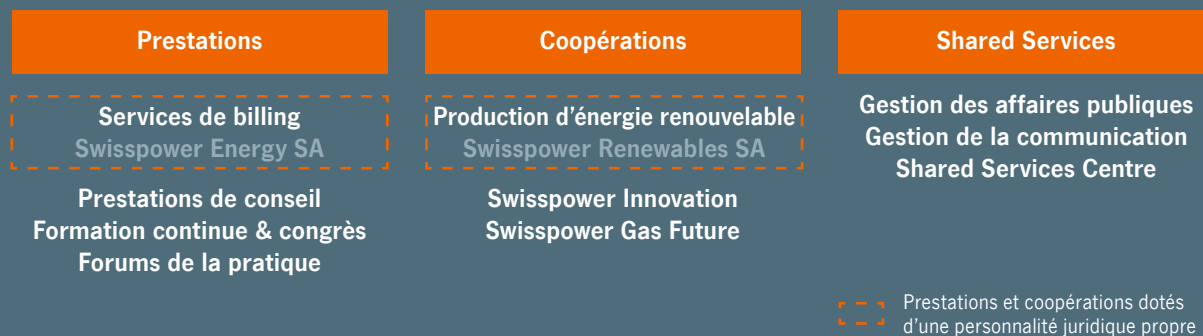 Prestations
Services de billing
Swisspower Energy SA
Prestations de conseil
Formation continue & congrès
Forums de la pratique
Coopérations
Production d’énergie renouvelable
Swisspower Renewables SA
Swisspower Innovation
Swisspower Gas Future
Shared Services
Gestion des affaires publiques
Gestion de la communication
Shared Services Centre
Prestations et coopérations dotés
d’une personnalité juridique propre